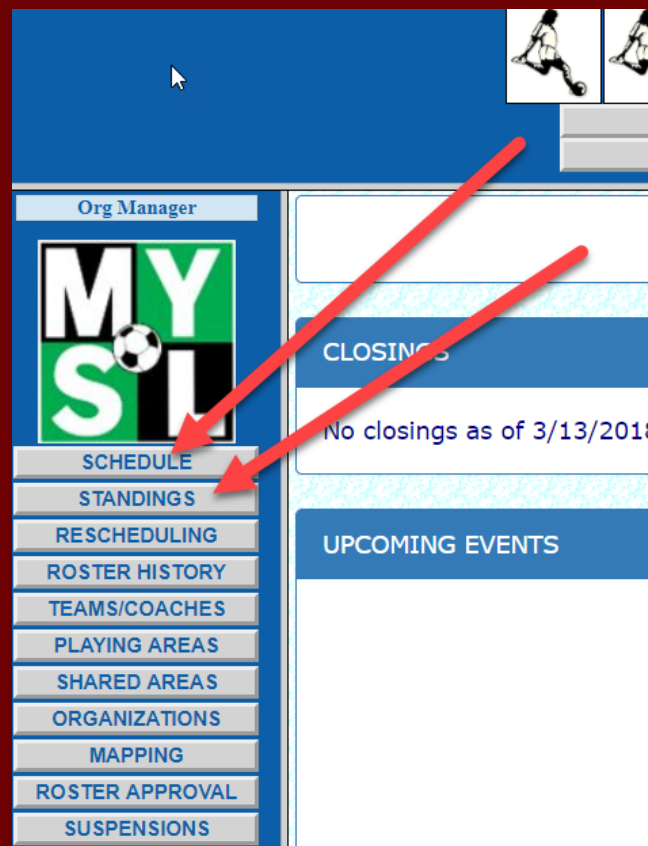 Org Manager
MY
SL
SCHEDULE
STANDINGS
RESCHEDULING
ROSTER HISTORY
TEAMS/COACHES
PLAYING AREAS
SHARED AREAS
ORGANIZATIONS
MAPPING
ROSTER APPROVAL
SUSPENSIONS
CLOSINGS
No closings as of 3/13/2018
UPCOMING EVENTS